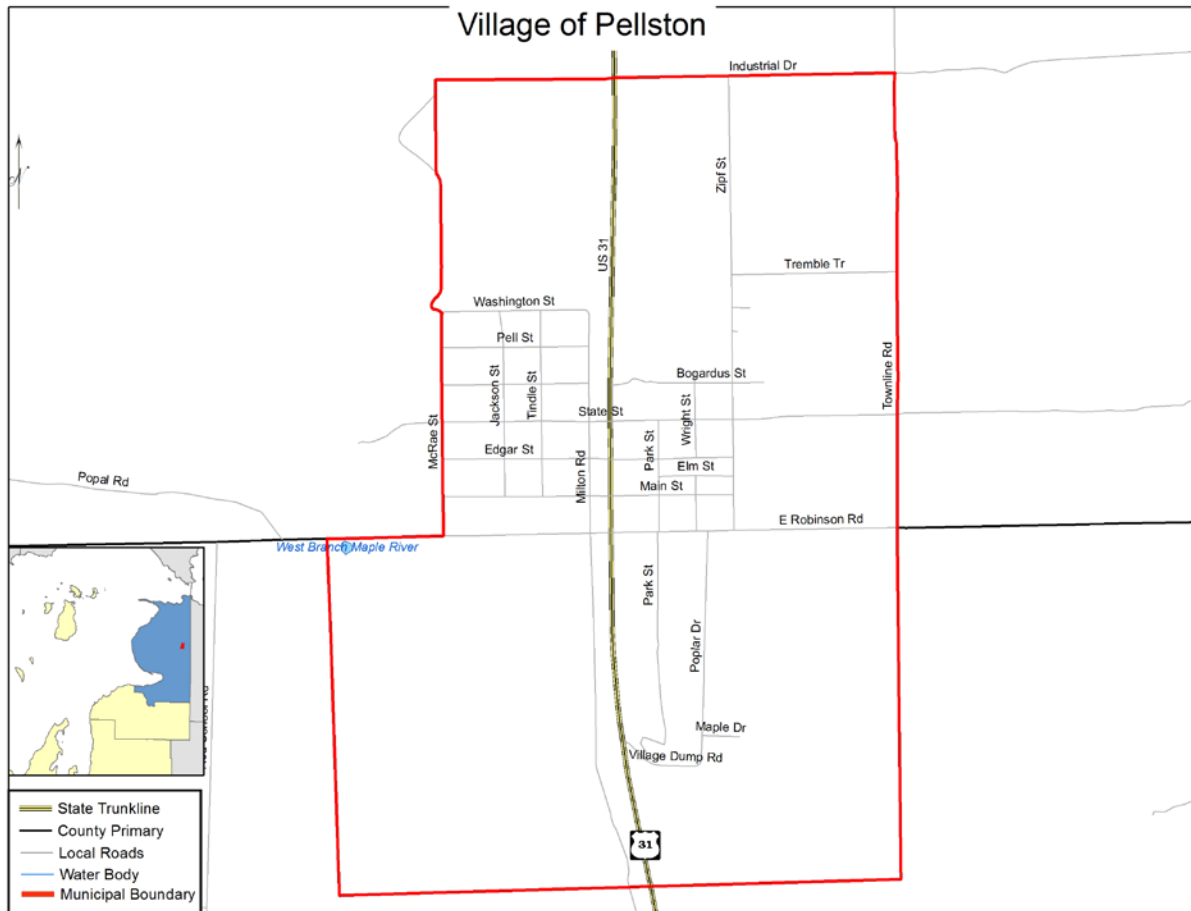 Village of Pellston
Industrial Dr
Zipf St
US 31
Tremble Tr
Washington St
Pell St
Townline Rd
Bogardus St
Jackson St
Tindle St
State St
Wright St
McRae St
Edgar St
Park St
Elm St
Milton Rd
Main St
Popal Rd
E Robinson Rd
West Branch Maple River
Park St
Poplar Dr
Maple Dr
Village Dump Rd
31
State Trunkline
County Primary
Local Roads
Water Body
Municipal Boundary